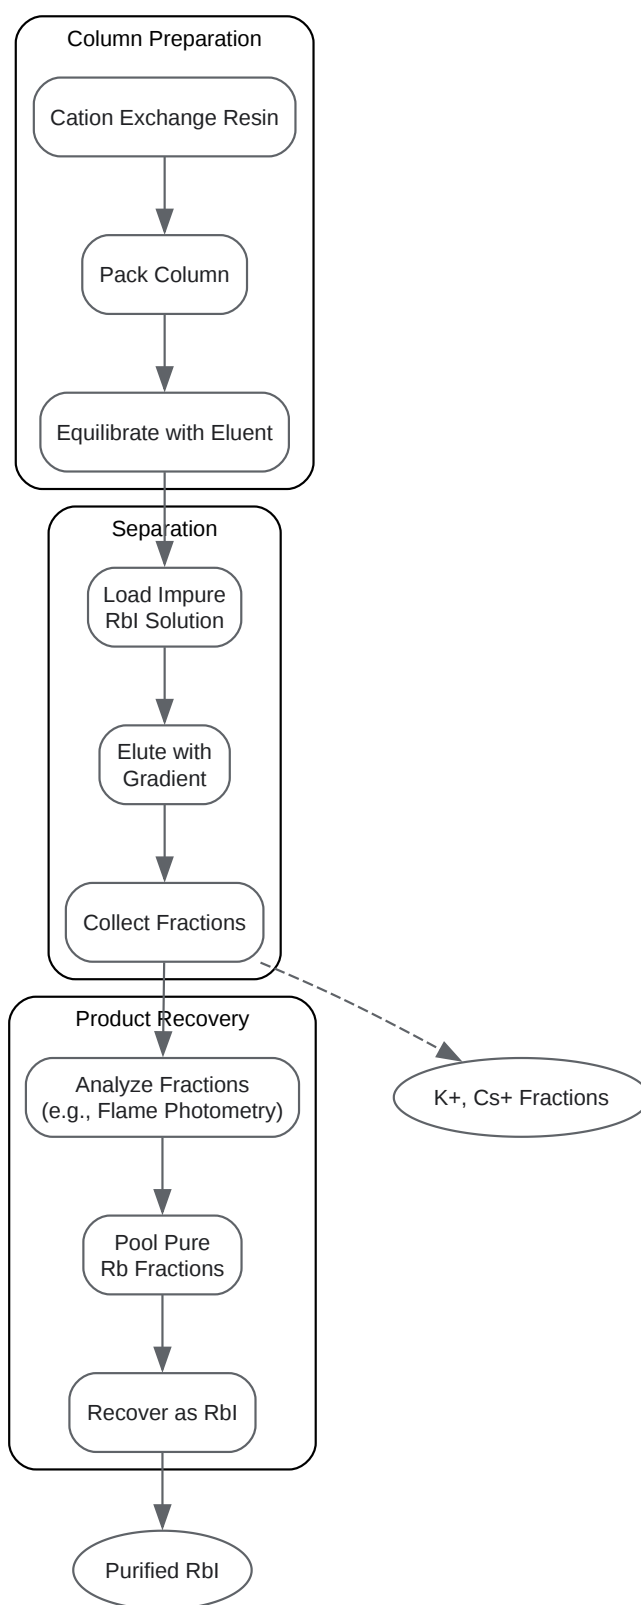 Column Preparation
Cation Exchange Resin
Pack Column
Equilibrate with Eluent
Separation
Load Impure
RbI Solution
Elute with
Gradient
Collect Fractions
Product Recovery
Analyze Fractions
(e.g., Flame Photometry)
K+, Cs+ Fractions
Pool Pure
Rb Fractions
Recover as RbI
Purified RbI